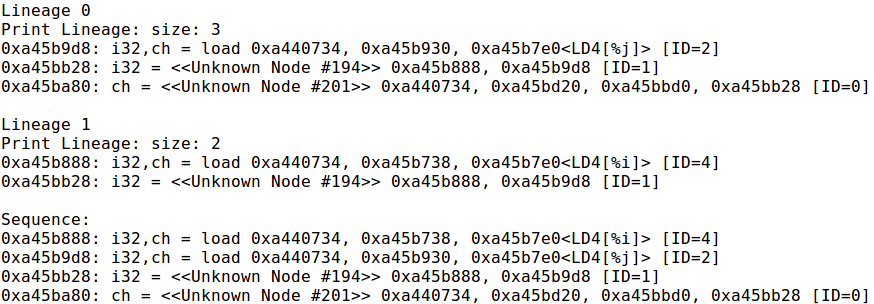 Lineage 0
Print Lineage: size: 3
0xa45b9d8: i32,ch = load 0xa440734, 0xa45b930, 0xa45b7e0<LD4[%j]> [ID=2]
0xa45bb28: i32 = <<Unknown Node #194>> 0xa45b888, 0xa45b9d8 [ID=1]
0xa45ba80: ch = <<Unknown Node #201>> 0xa440734, 0xa45bd20, 0xa45bbd0, 0xa45bb28 [ID=0]
Lineage 1
Print Lineage: size: 2
0xa45b888: i32,ch = load 0xa440734, 0xa45b738, 0xa45b7e0<LD4[%i]> [ID=4]
0xa45bb28: i32 = <<Unknown Node #194>> 0xa45b888, 0xa45b9d8 [ID=1]
Sequence:
0xa45b888: i32,ch = load 0xa440734, 0xa45b738, 0xa45b7e0<LD4[%i]> [ID=4]
0xa45b9d8: i32,ch = load 0xa440734, 0xa45b930, 0xa45b7e0<LD4[%j]> [ID=2]
0xa45bb28: i32 = <<Unknown Node #194>> 0xa45b888, 0xa45b9d8 [ID=1]
0xa45ba80: ch = <<Unknown Node #201>> 0xa440734, 0xa45bd20, 0xa45bbd0, 0xa45bb28 [ID=0]